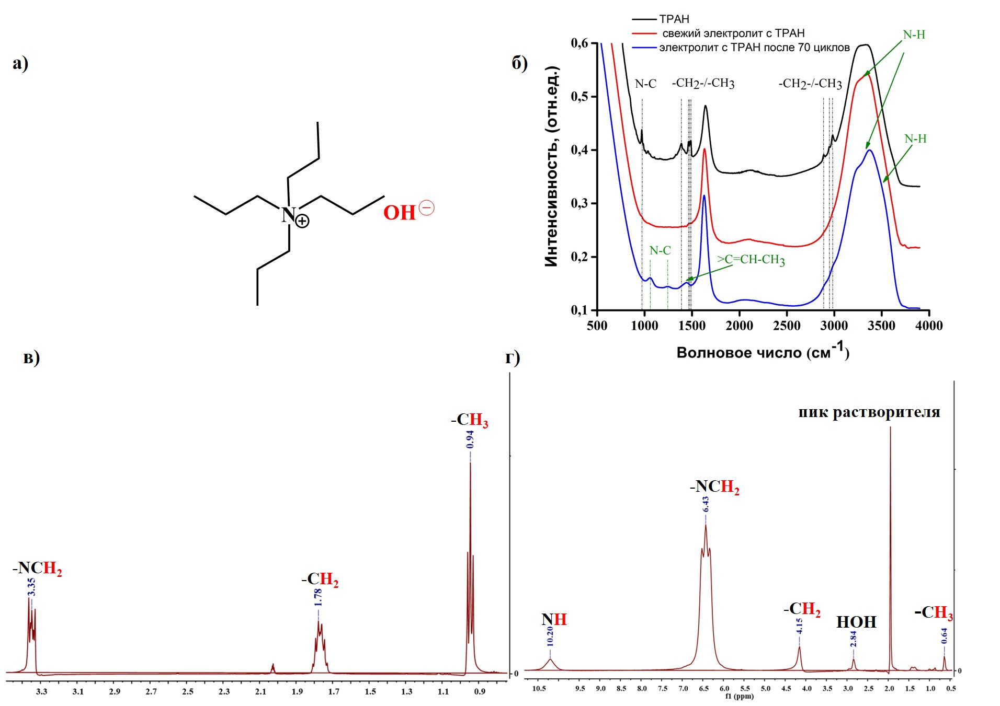 а)
N
+
OH −
б)
ТРАН
свежий электролит с ТРАН
электролит с ТРАН после 70 циклов
N-H
N-C
-CH2-/-CH3
-CH2-/-CH3
N-H
N-C
>C=CH-CH3
0,6
0,5
0,4
0,3
0,2
0,1
Интенсивность, (отн.ед.)
500 1000 1500 2000 2500 3000 3500 4000
Волновое число (см-1)
в)
-NCH2
3.35
-CH2
1.78
-CH3
0.94
0
3.3 3.1 2.9 2.7 2.5 2.3 2.1 1.9 1.7 1.5 1.3 1.1 0.9
г)
пик растворителя
NH
10.20
-NCH2
6.43
-CH2
4.15
HOH
2.84
-CH3
0.64
0
10.5 9.5 9.0 8.5 8.0 7.5 7.0 6.5 6.0 5.5 5.0 4.5 4.0 3.5 3.0 2.5 2.0 1.5 1.0 0.5
f1 (ppm)